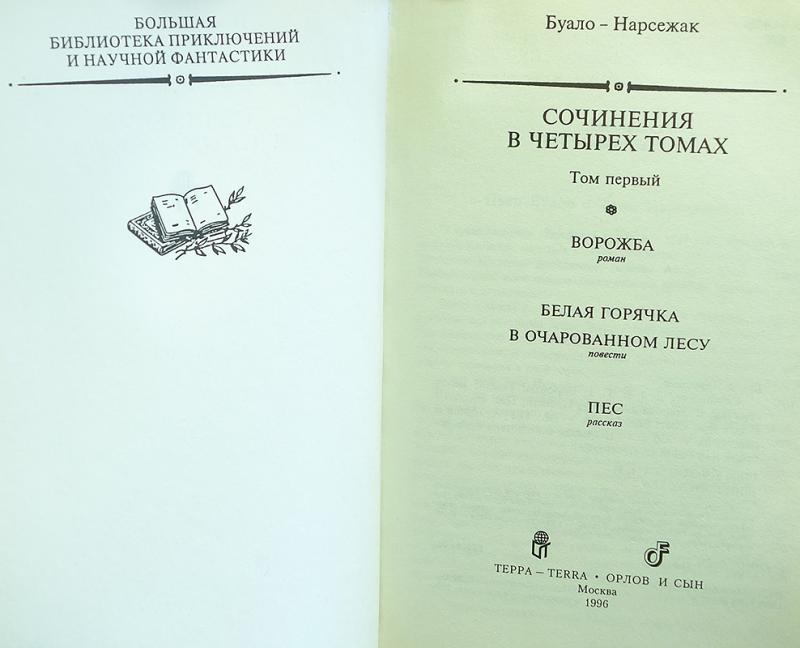 БОЛЬШАЯ
БИБЛИОТЕКА ПРИКЛЮЧЕНИЙ
И НАУЧНОЙ ФАНТАСТИКИ
Буало – Нарсежак
СОЧИНЕНИЯ
В ЧЕТЫРЕХ ТОМАХ
Том первый
ВОРОЖБА
роман
БЕЛАЯ ГОРЯЧКА
В ОЧАРОВАННОМ ЛЕСУ
повести
ПЕС
рассказ
ТЕРРА – TERRA • ОРЛОВ И СЫН
Москва
1996